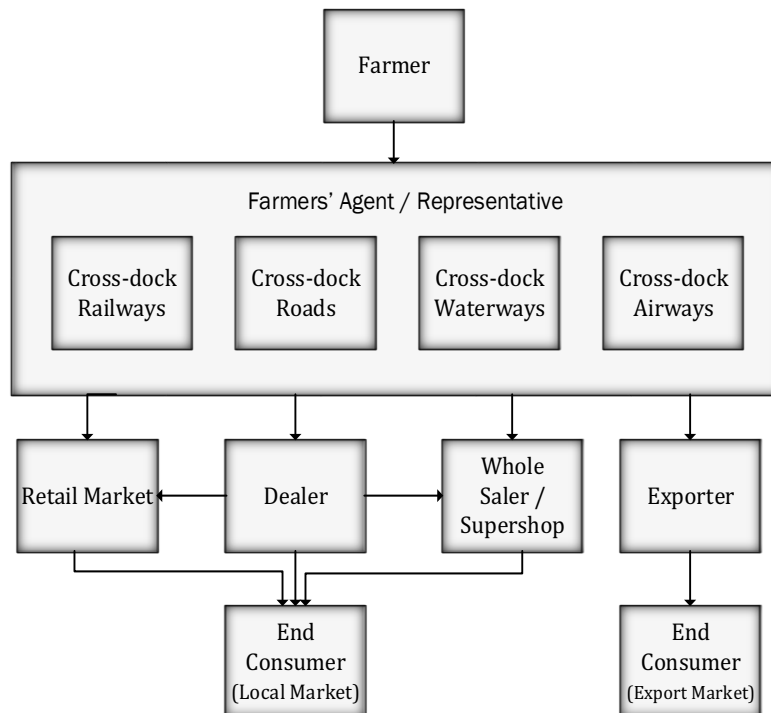 Farmer
Farmers’ Agent / Representative
Cross-dock
Railways
Cross-dock
Roads
Cross-dock
Waterways
Cross-dock
Airways
Retail Market
Dealer
Whole
Saler /
Supershop
Exporter
End
Consumer
(Local Market)
End
Consumer
(Export Market)